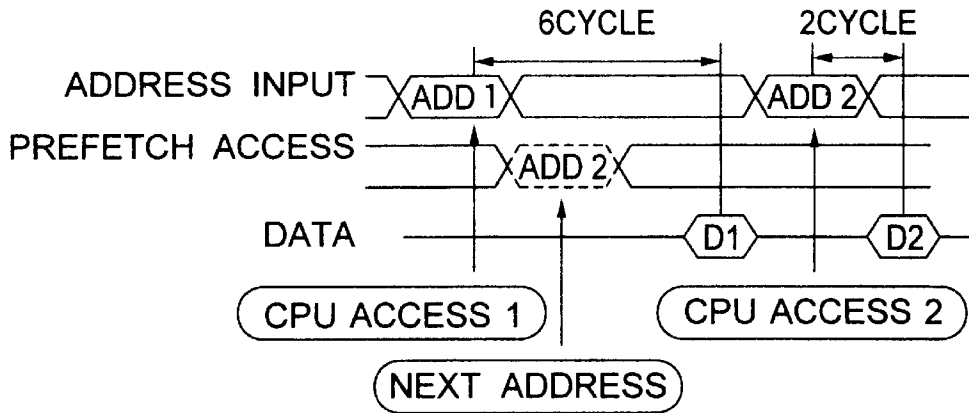 6CYCLE 2CYCLE
ADDRESS INPUT ADD 1 ADD 2
PREFETCH ACCESS ADD 2
DATA D1 D2
CPU ACCESS 1 CPU ACCESS 2
NEXT ADDRESS